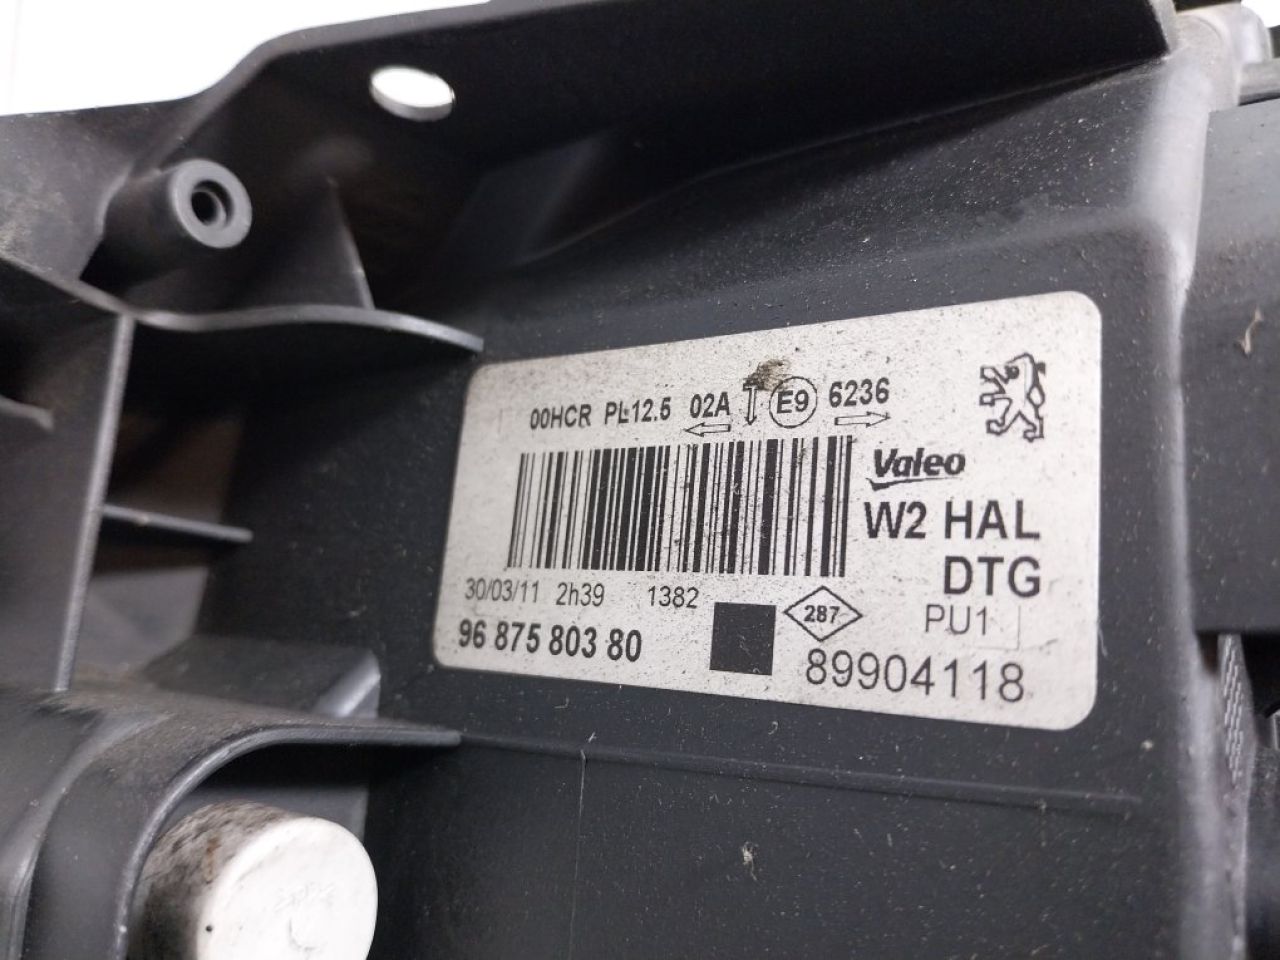 00HCR PL12.5 02A E9 6236
Valeo
W2 HAL
DTG
30/03/11 2h39 1382
287
PU1
96 875 803 80
89904118